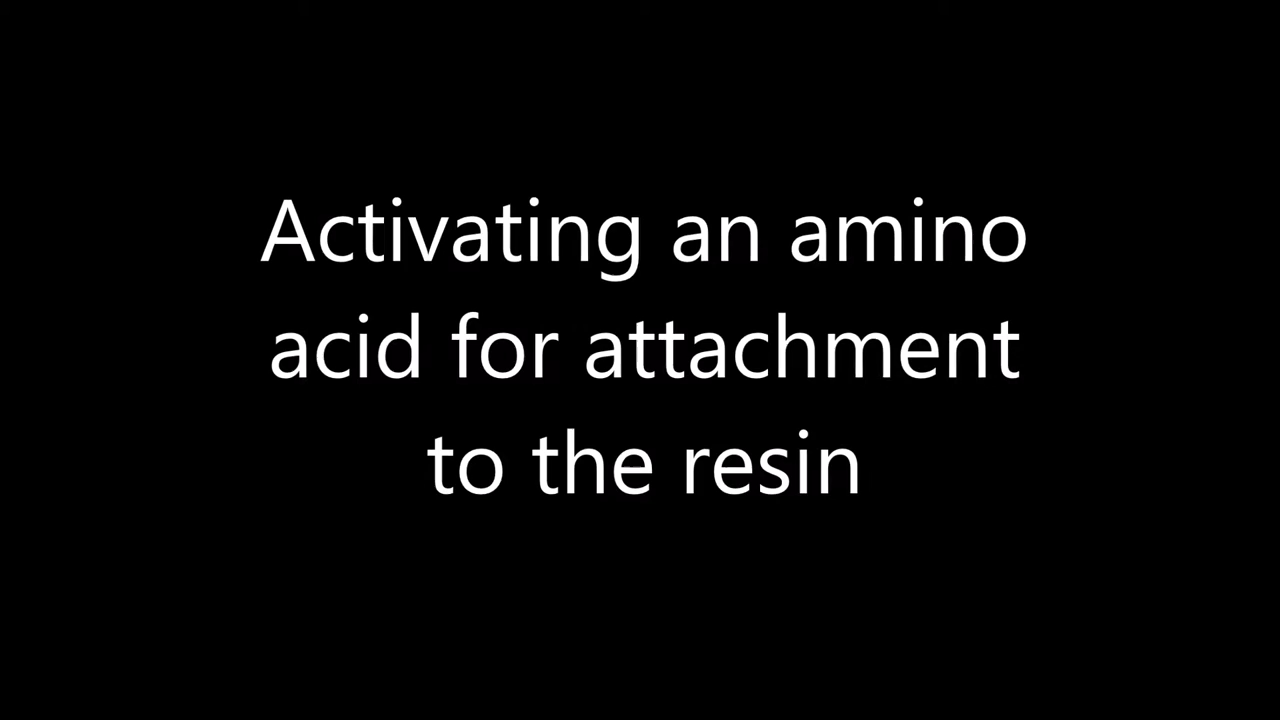 Activating an amino
acid for attachment
to the resin